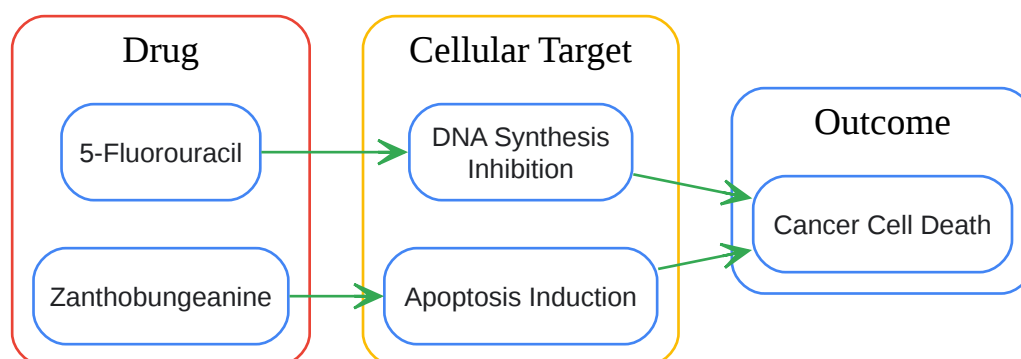 Drug
5-Fluorouracil
Zanthobungeanine
Cellular Target
DNA Synthesis
Inhibition
Apoptosis Induction
Outcome
Cancer Cell Death